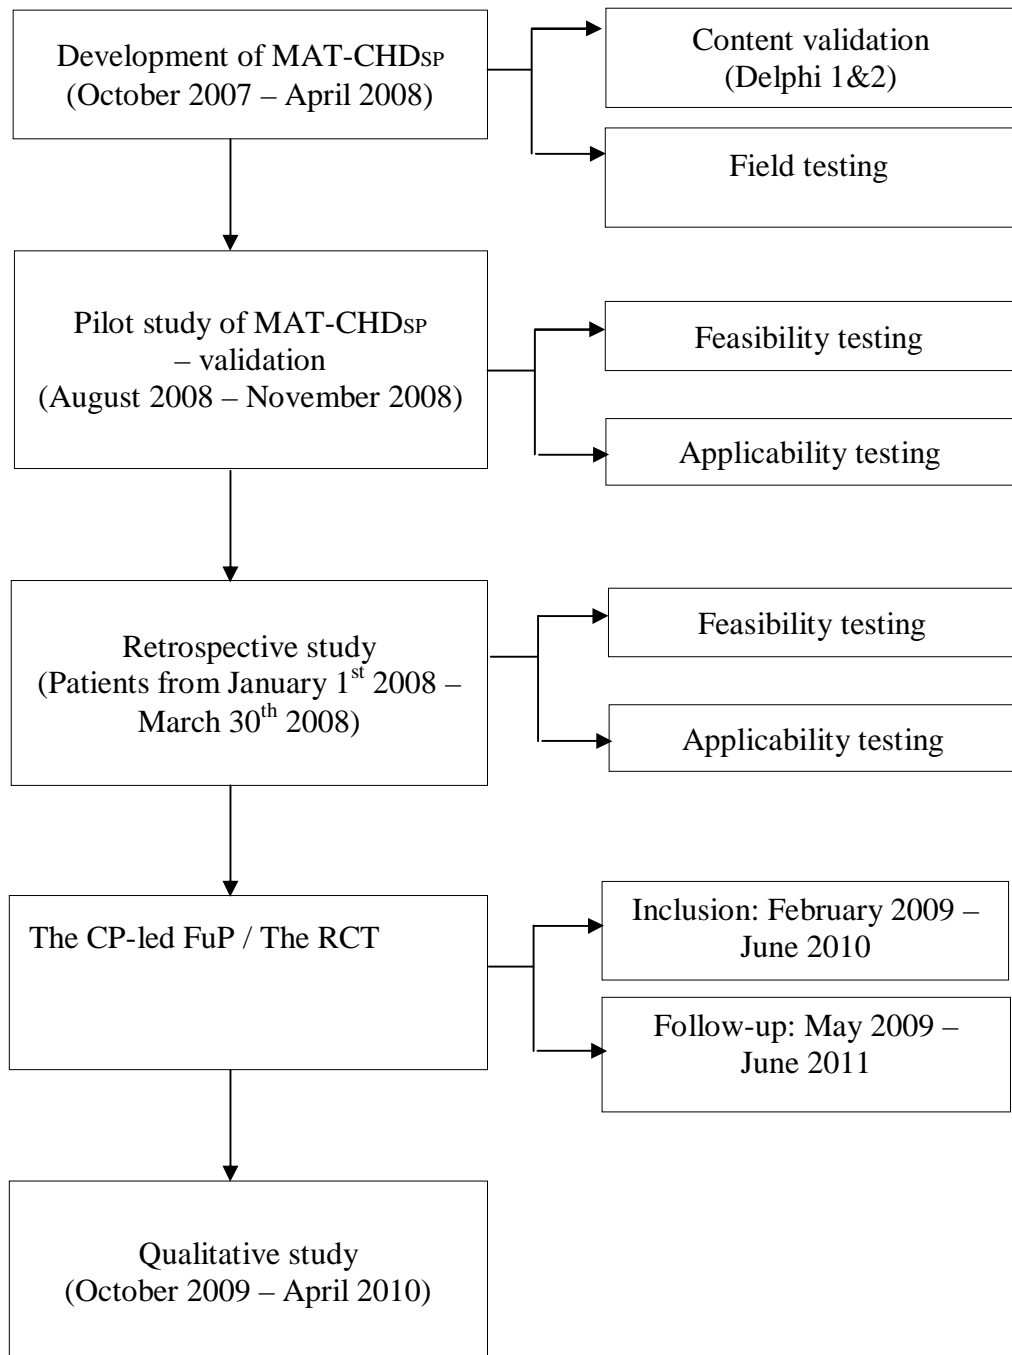 Development of MAT-CHDSP
(October 2007 – April 2008)
Content validation
(Delphi 1&2)
Field testing
Pilot study of MAT-CHDSP
– validation
(August 2008 – November 2008)
Feasibility testing
Applicability testing
Retrospective study
(Patients from January 1st 2008 –
March 30th 2008)
Feasibility testing
Applicability testing
The CP-led FuP / The RCT
Inclusion: February 2009 –
June 2010
Follow-up: May 2009 –
June 2011
Qualitative study
(October 2009 – April 2010)